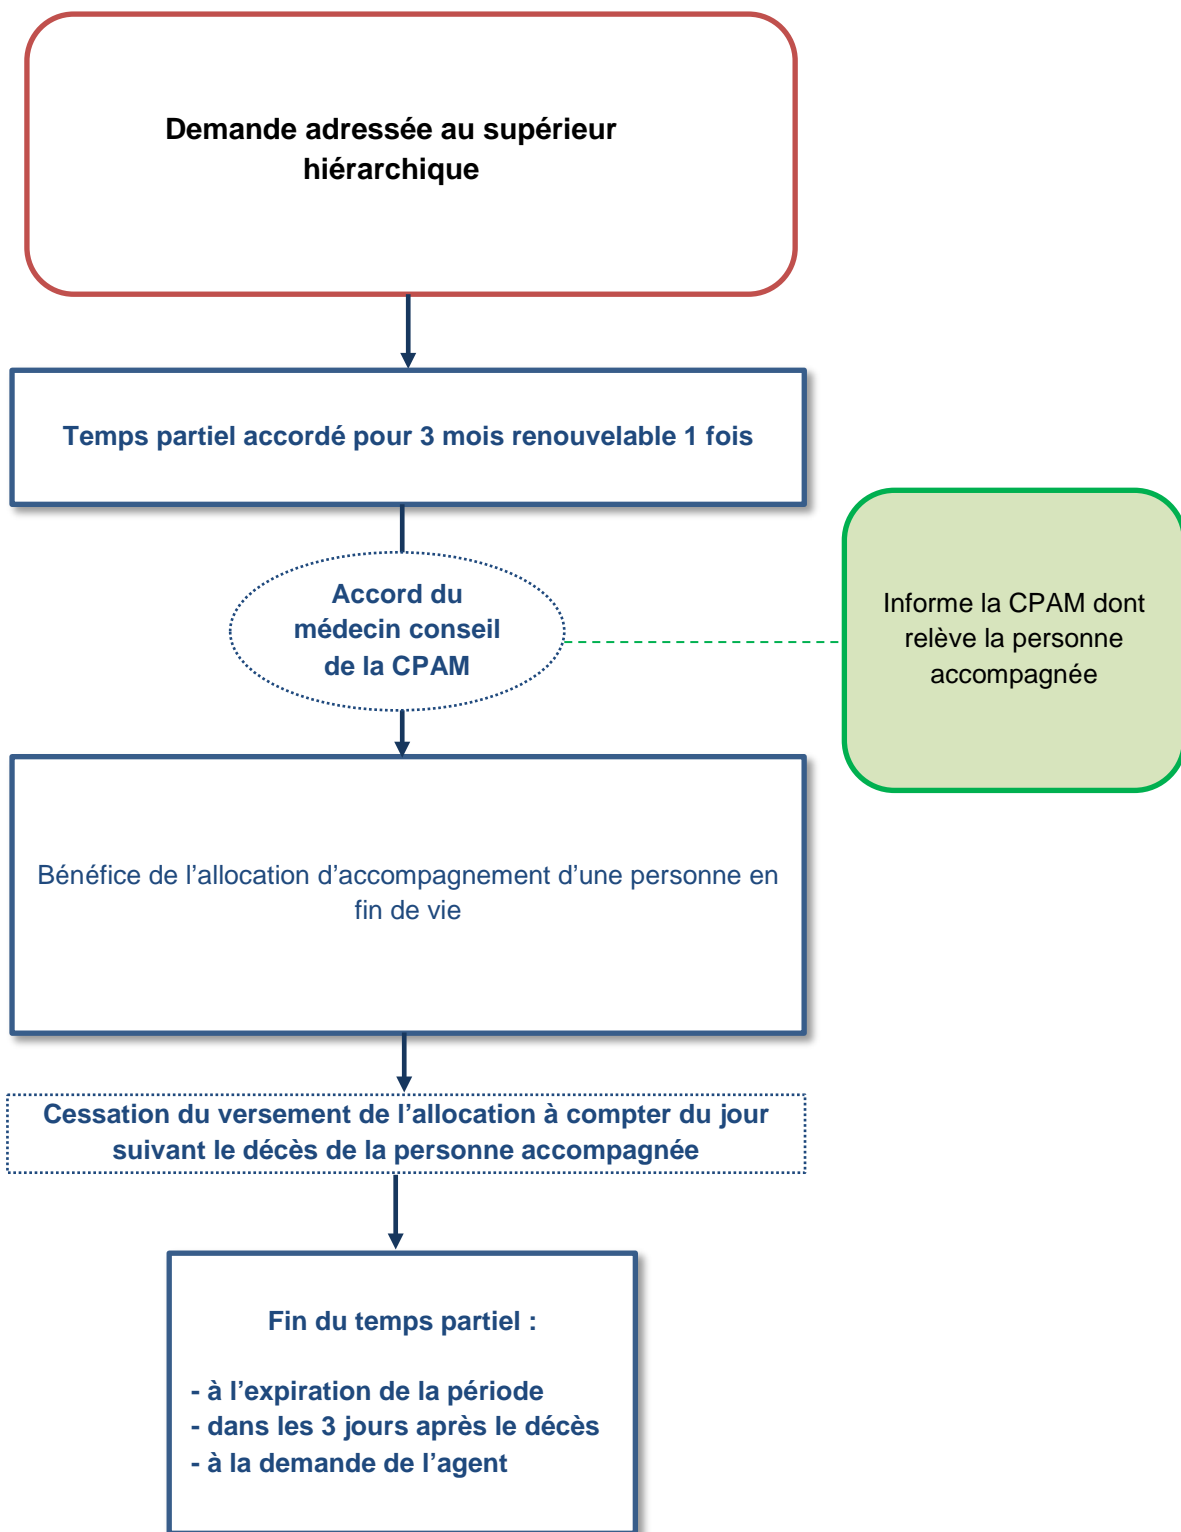 Demande adressée au supérieur
hiérarchique
Temps partiel accordé pour 3 mois renouvelable 1 fois
Accord du
médecin conseil
de la CPAM
Informe la CPAM dont
relève la personne
accompagnée
Bénéfice de l’allocation d’accompagnement d’une personne en
fin de vie
Cessation du versement de l’allocation à compter du jour
suivant le décès de la personne accompagnée
Fin du temps partiel :
- à l’expiration de la période
- dans les 3 jours après le décès
- à la demande de l’agent